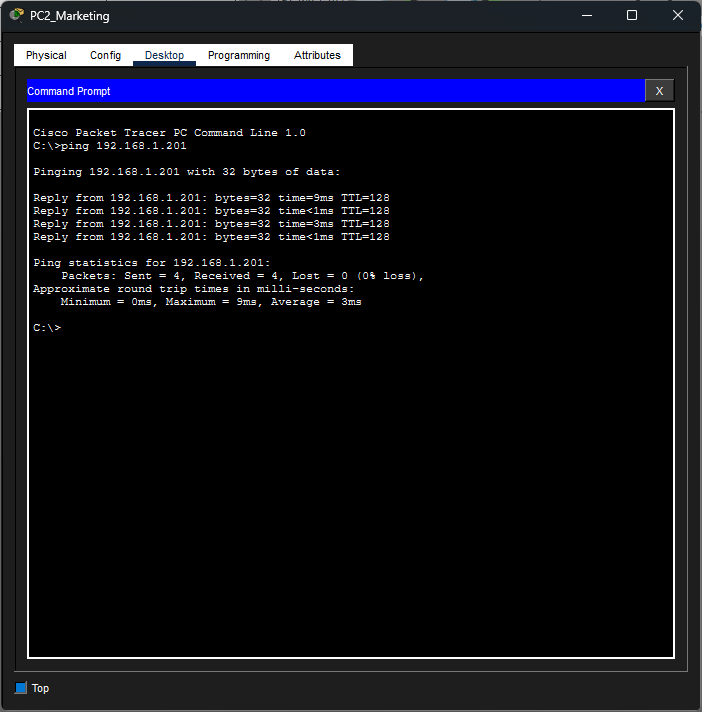 PC2_Marketing
Physical Config Desktop Programming Attributes
Command Prompt X
Cisco Packet Tracer PC Command Line 1.0
C:\>ping 192.168.1.201
Pinging 192.168.1.201 with 32 bytes of data:
Reply from 192.168.1.201: bytes=32 time=9ms TTL=128
Reply from 192.168.1.201: bytes=32 time<1ms TTL=128
Reply from 192.168.1.201: bytes=32 time=3ms TTL=128
Reply from 192.168.1.201: bytes=32 time<1ms TTL=128
Ping statistics for 192.168.1.201:
    Packets: Sent = 4, Received = 4, Lost = 0 (0% loss),
Approximate round trip times in milli-seconds:
    Minimum = 0ms, Maximum = 9ms, Average = 3ms
C:\>
Top